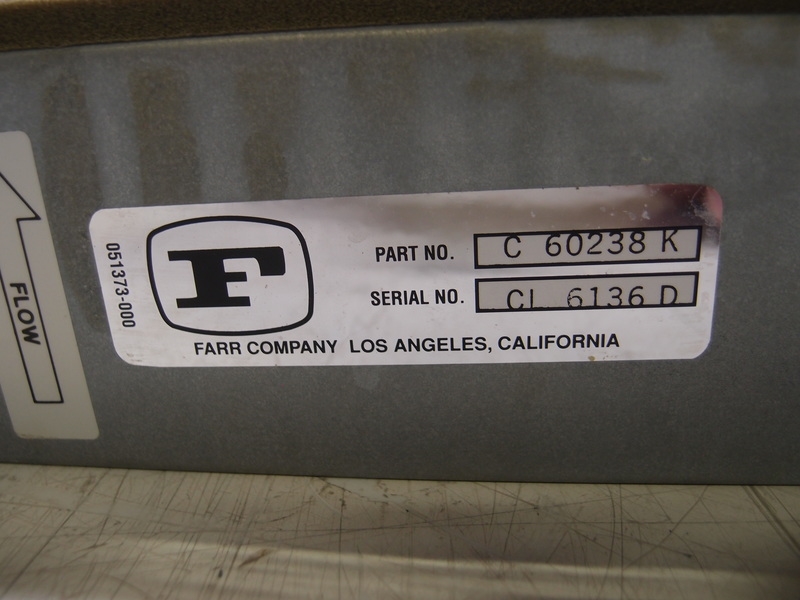 FLOW
051373-000
F
PART NO. C 60238 K
SERIAL NO. CL 6136 D
FARR COMPANY LOS ANGELES, CALIFORNIA